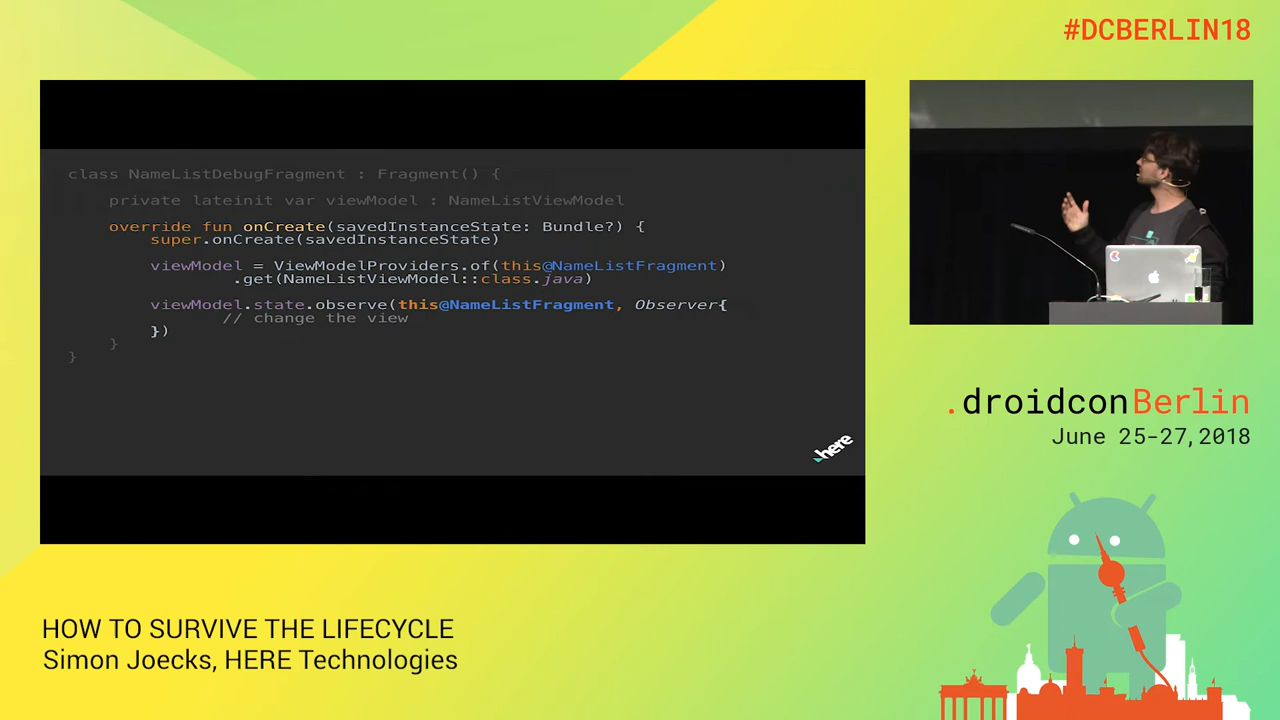 #DCBERLIN18
class NameListDebugFragment : Fragment() {
private lateinit var viewModel : NameListViewModel
override fun onCreate(savedInstanceState: Bundle?) {
super.onCreate(savedInstanceState)
viewModel = ViewModelProviders.of(this@NameListFragment)
.get(NameListViewModel::class.java)
viewModel.state.observe(this@NameListFragment, Observer{
// change the view
})
}
}
here
.droidconBerlin
June 25-27,2018
HOW TO SURVIVE THE LIFECYCLE
Simon Joecks, HERE Technologies